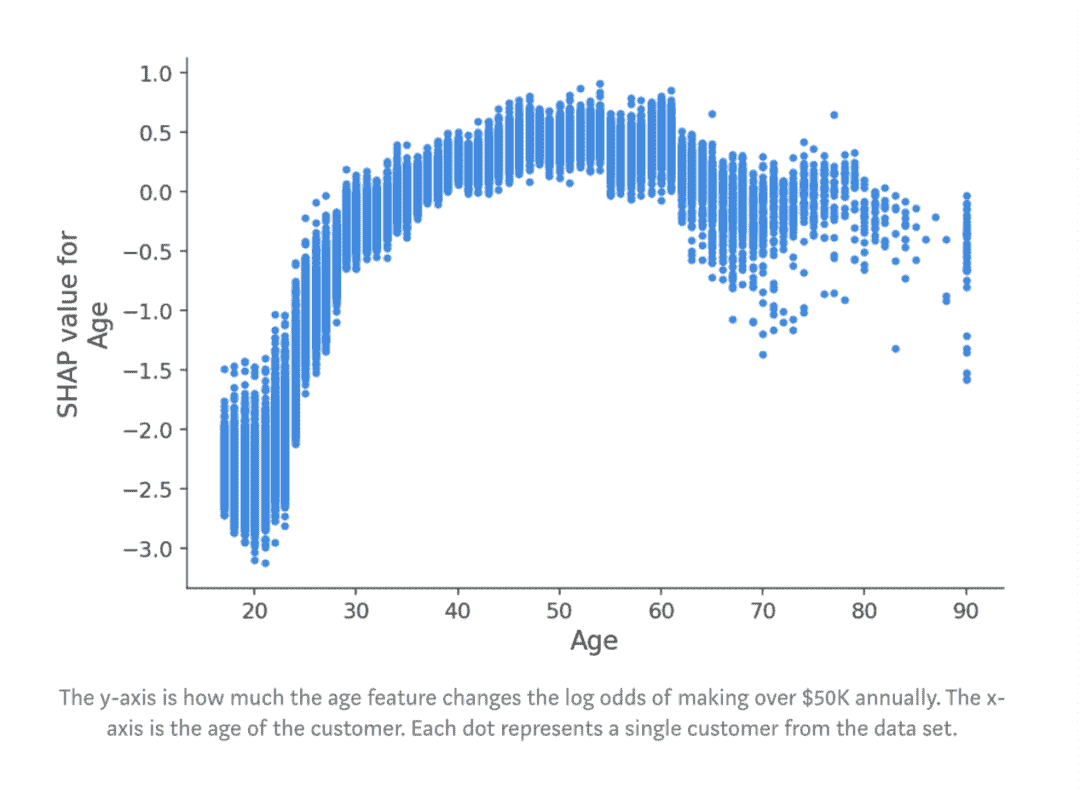 1.0
0.5
0.0
−0.5
−1.0
−1.5
−2.0
−2.5
−3.0
SHAP value for
Age
20 30 40 50 60 70 80 90
Age
The y-axis is how much the age feature changes the log odds of making over $50K annually. The x-
axis is the age of the customer. Each dot represents a single customer from the data set.